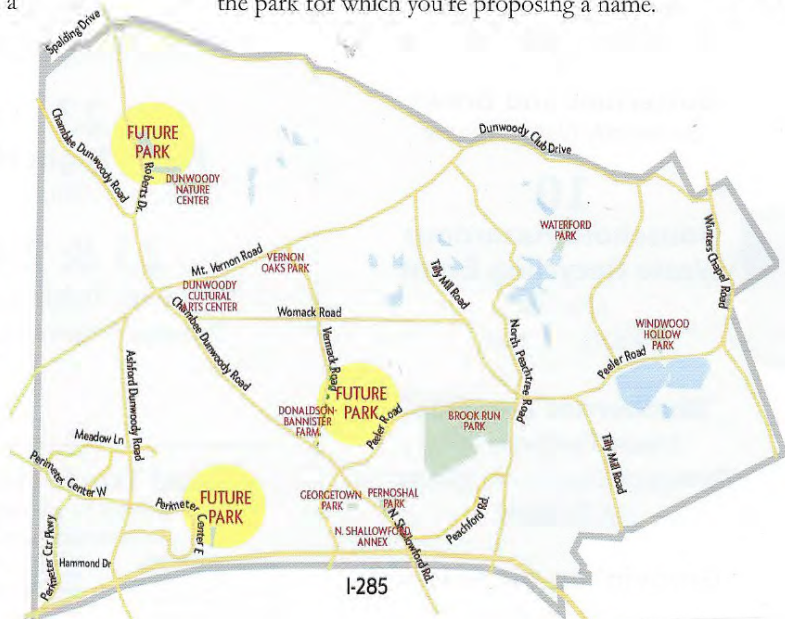 a
the park for which you're proposing a name.
Spalding Drive
Chamblee Dunwoody Road
FUTURE
PARK
Roberts Dr.
DUNWOODY
NATURE
CENTER
Dunwoody Club Drive
WATERFORD
PARK
Winters Chapel Road
Mt. Vernon Road
VERNON
OAKS PARK
DUNWOODY
CULTURAL
ARTS CENTER
Tilly Mill Road
Womack Road
Chambee Dunwoody Road
Vermack Road
North Peachtree Road
WINDWOOD
HOLLOW
PARK
Peeler Road
Ashford Dunwoody Road
FUTURE
PARK
DONALDSON-
BANNISTER
FARM
Peeler Road
BROOK RUN
PARK
Tilly Mill Road
Meadow Ln
Perimeter Center W
Perimeter Center E
FUTURE
PARK
GEORGETOWN
PARK
PERNOSHAL
PARK
N. SHALLOWFORD
ANNEX
N. Shallowford Rd.
Peachford Rd.
Perimeter Ctr Pkwy
Hammond Dr
I-285